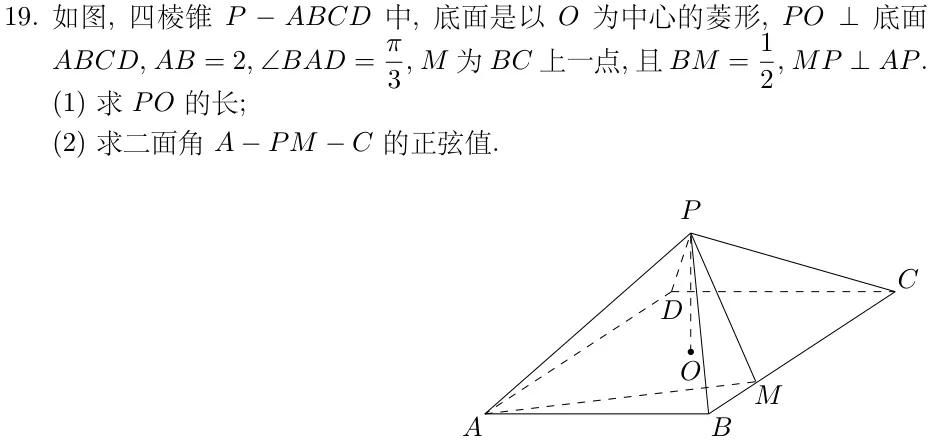 19. 如图, 四棱锥 P − ABCD 中, 底面是以 O 为中心的菱形, PO ⊥ 底面
ABCD, AB = 2, ∠BAD = π/3, M 为 BC 上一点, 且 BM = 1/2, MP ⊥ AP.
(1) 求 PO 的长;
(2) 求二面角 A − PM − C 的正弦值.
P
C
D
O
M
A
B